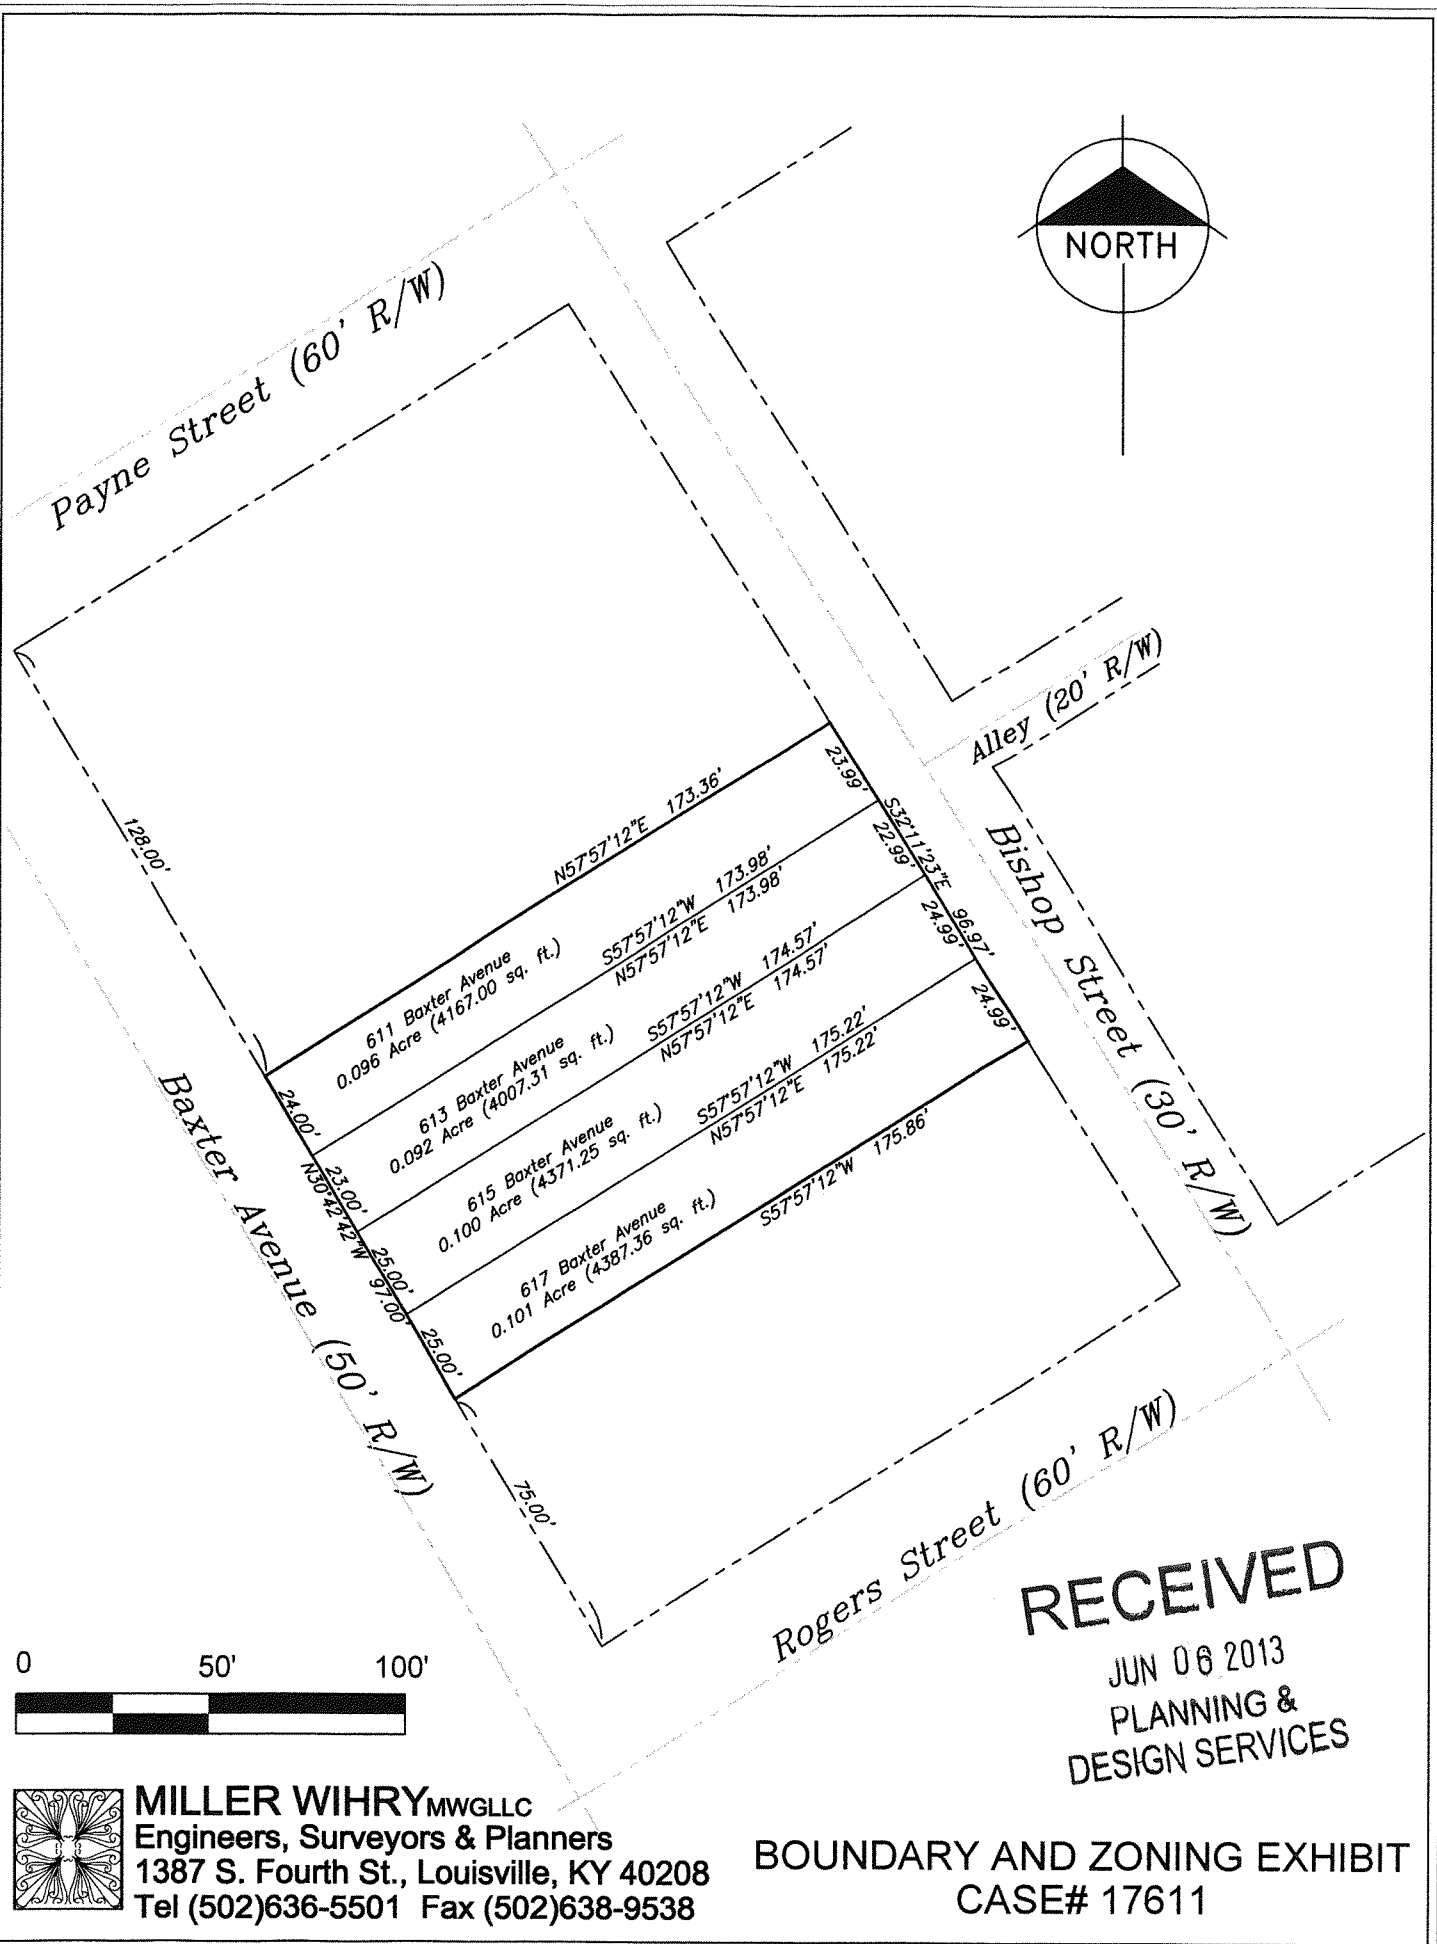 NORTH
Payne Street (60' R/W)
Alley (20' R/W)
Bishop Street (30' R/W)
128.00'
N57°57'12"E 173.36'
23.99'
S32°11'23"E 96.97'
22.99'
24.99'
24.99'
611 Baxter Avenue
0.096 Acre (4167.00 sq. ft.)
S57°57'12"W 173.98'
N57°57'12"E 173.98'
613 Baxter Avenue
0.092 Acre (4007.31 sq. ft.)
S57°57'12"W 174.57'
N57°57'12"E 174.57'
615 Baxter Avenue
0.100 Acre (4371.25 sq. ft.)
S57°57'12"W 175.22'
N57°57'12"E 175.22'
617 Baxter Avenue
0.101 Acre (4387.36 sq. ft.)
S57°57'12"W 175.86'
24.00'
23.00'
N30°42'42"W 97.00'
25.00'
25.00'
Baxter Avenue (50' R/W)
75.00'
Rogers Street (60' R/W)
RECEIVED
JUN 06 2013
PLANNING &
DESIGN SERVICES
0 50' 100'
MILLER WIHRY MWGLLC
Engineers, Surveyors & Planners
1387 S. Fourth St., Louisville, KY 40208
Tel (502)636-5501 Fax (502)638-9538
BOUNDARY AND ZONING EXHIBIT
CASE# 17611